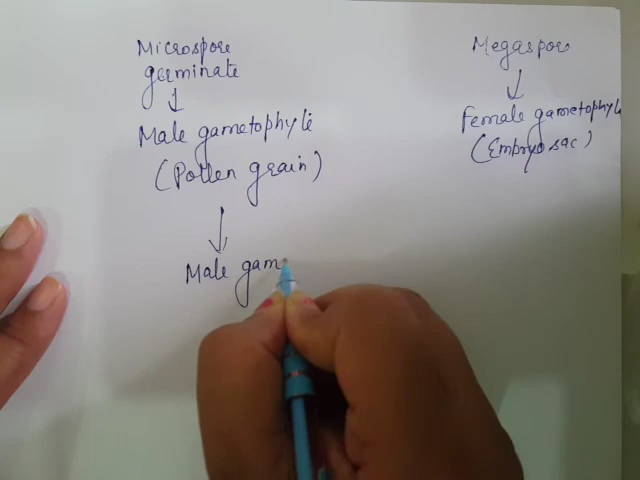 Microspore
germinate
↓
Male gametophyte
(Pollen grain)
↓
Male gam
Megaspore
↓
Female gametophyte
(Embryo sac)